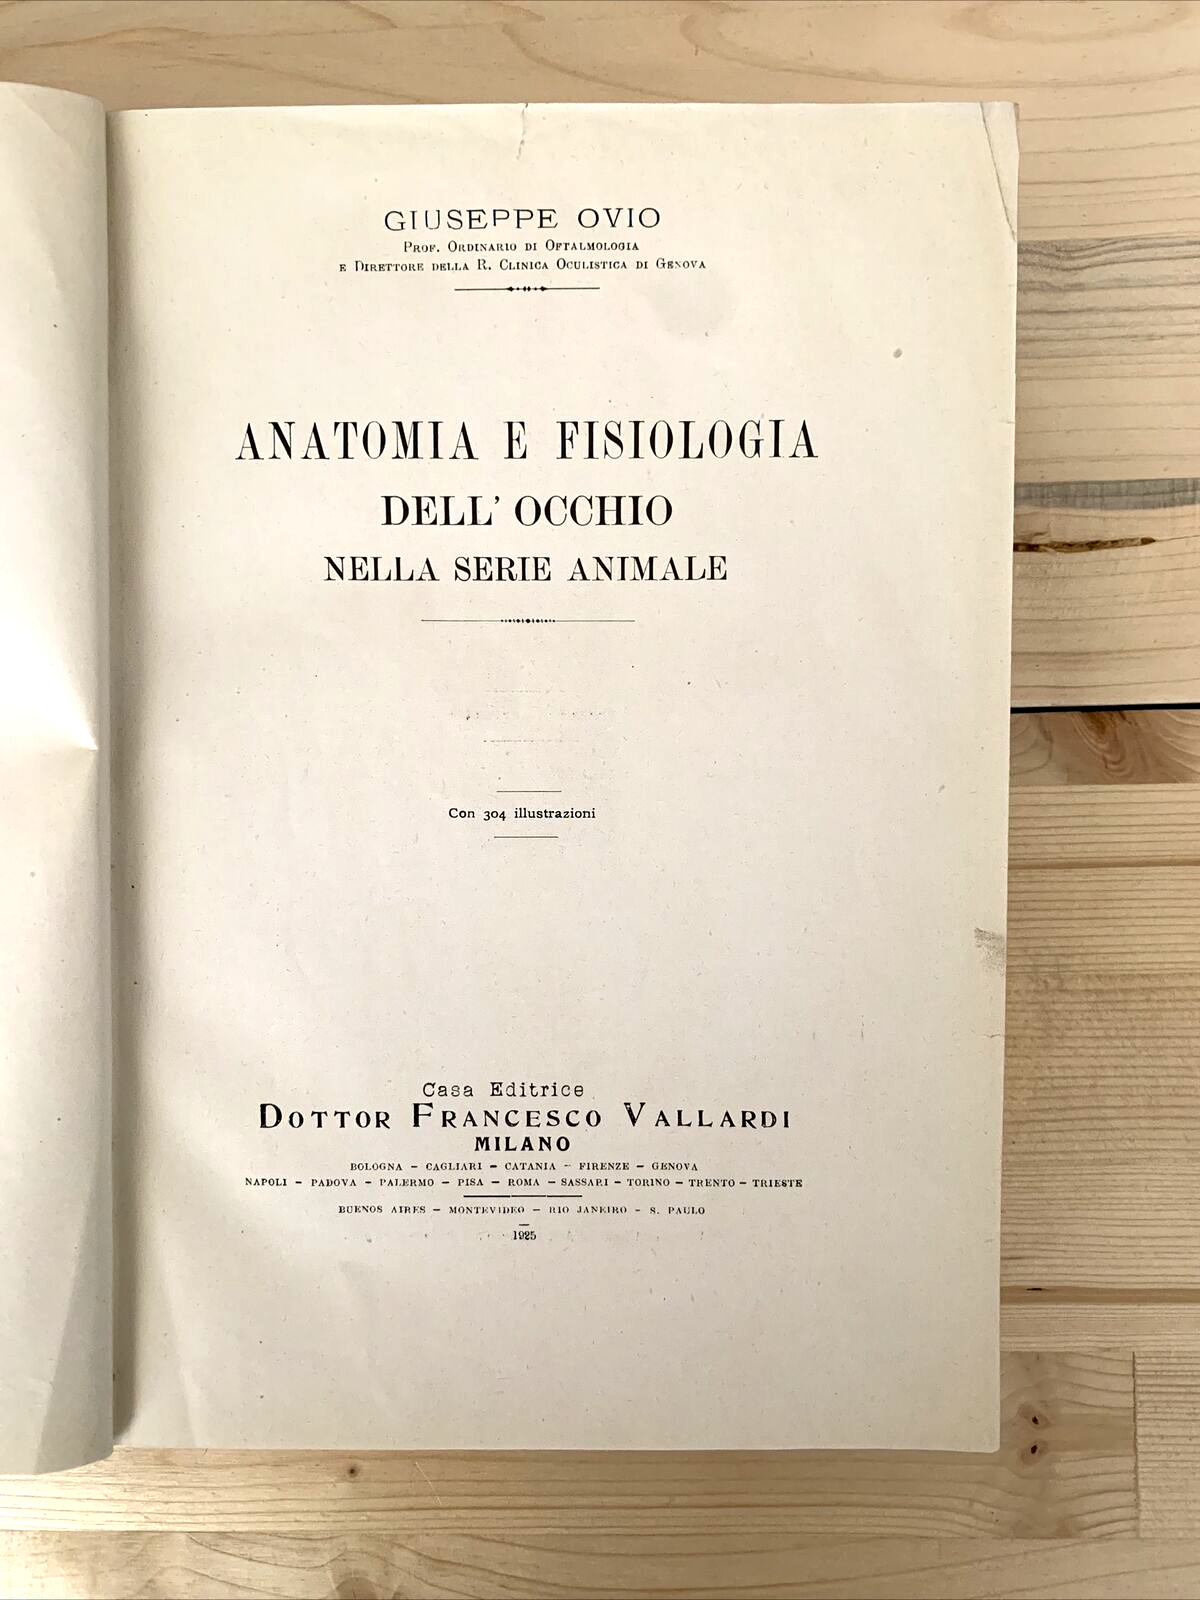 GIUSEPPE OVIO
PROF. ORDINARIO DI OFTALMOLOGIA
E DIRETTORE DELLA R. CLINICA OCULISTICA DI GENOVA
ANATOMIA E FISIOLOGIA
DELL' OCCHIO
NELLA SERIE ANIMALE
Con 304 illustrazioni
Casa Editrice
DOTTOR FRANCESCO VALLARDI
MILANO
BOLOGNA – CAGLIARI – CATANIA – FIRENZE – GENOVA
NAPOLI – PADOVA – PALERMO – PISA – ROMA – SASSARI – TORINO – TRENTO – TRIESTE
BUENOS AIRES – MONTEVIDEO – RIO JANEIRO – S. PAULO
1925